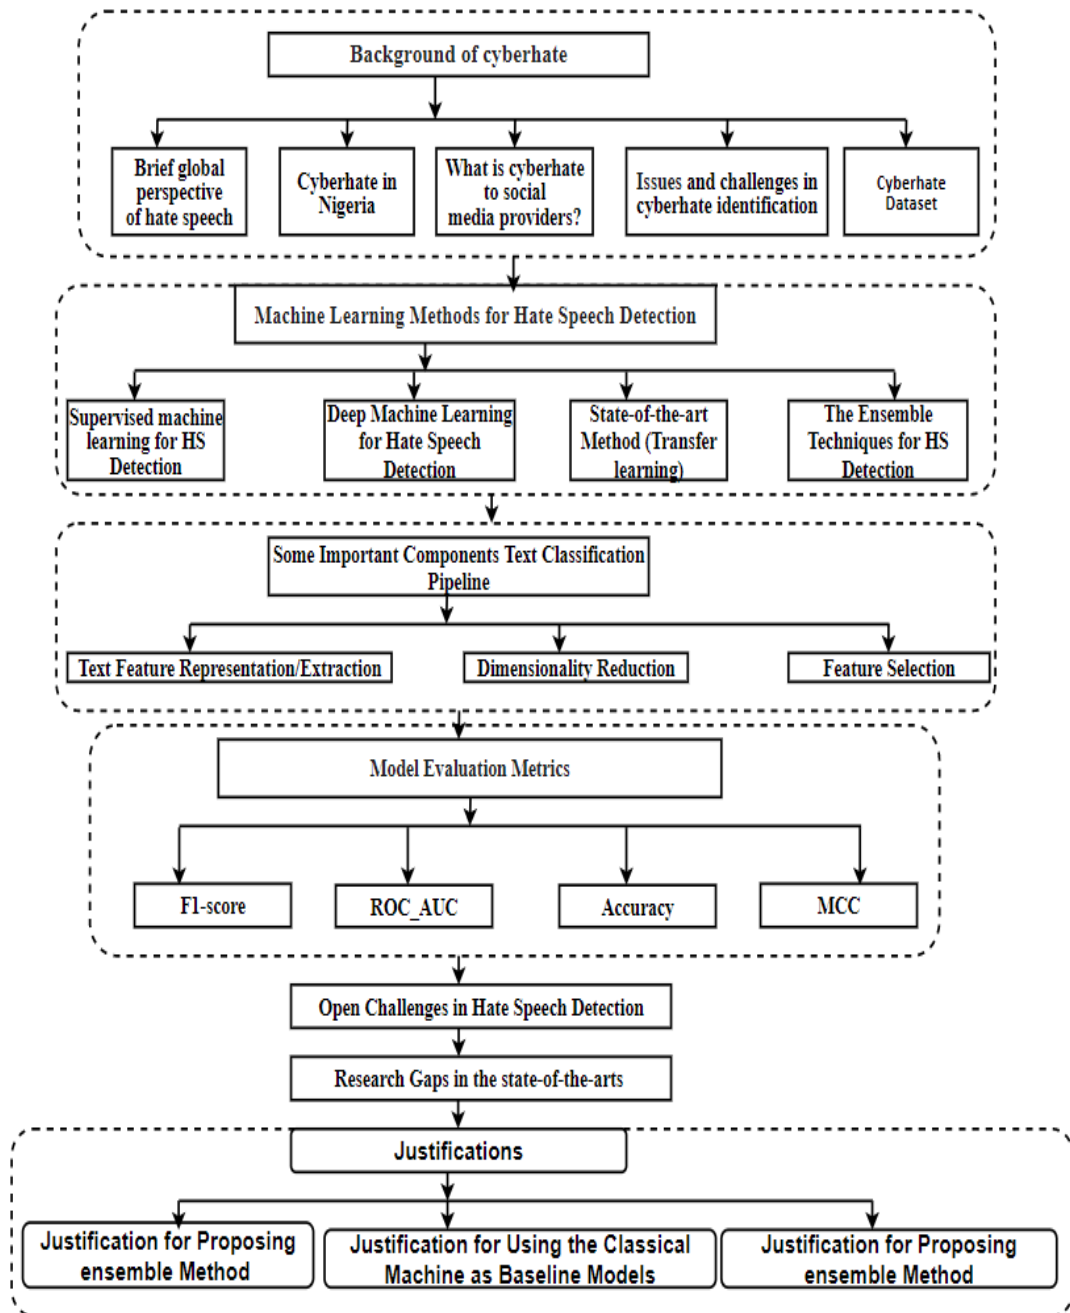 Background of cyberhate
Brief global
perspective
of hate speech
Cyberhate in
Nigeria
What is cyberhate
to social
media providers?
Issues and challenges in
cyberhate identification
Cyberhate
Dataset
Machine Learning Methods for Hate Speech Detection
Supervised machine
learning for HS
Detection
Deep Machine Learning
for Hate Speech
Detection
State-of-the-art
Method (Transfer
learning)
The Ensemble
Techniques for HS
Detection
Some Important Components Text Classification
Pipeline
Text Feature Representation/Extraction
Dimensionality Reduction
Feature Selection
Model Evaluation Metrics
F1-score
ROC_AUC
Accuracy
MCC
Open Challenges in Hate Speech Detection
Research Gaps in the state-of-the-arts
Justifications
Justification for Proposing
ensemble Method
Justification for Using the Classical
Machine as Baseline Models
Justification for Proposing
ensemble Method